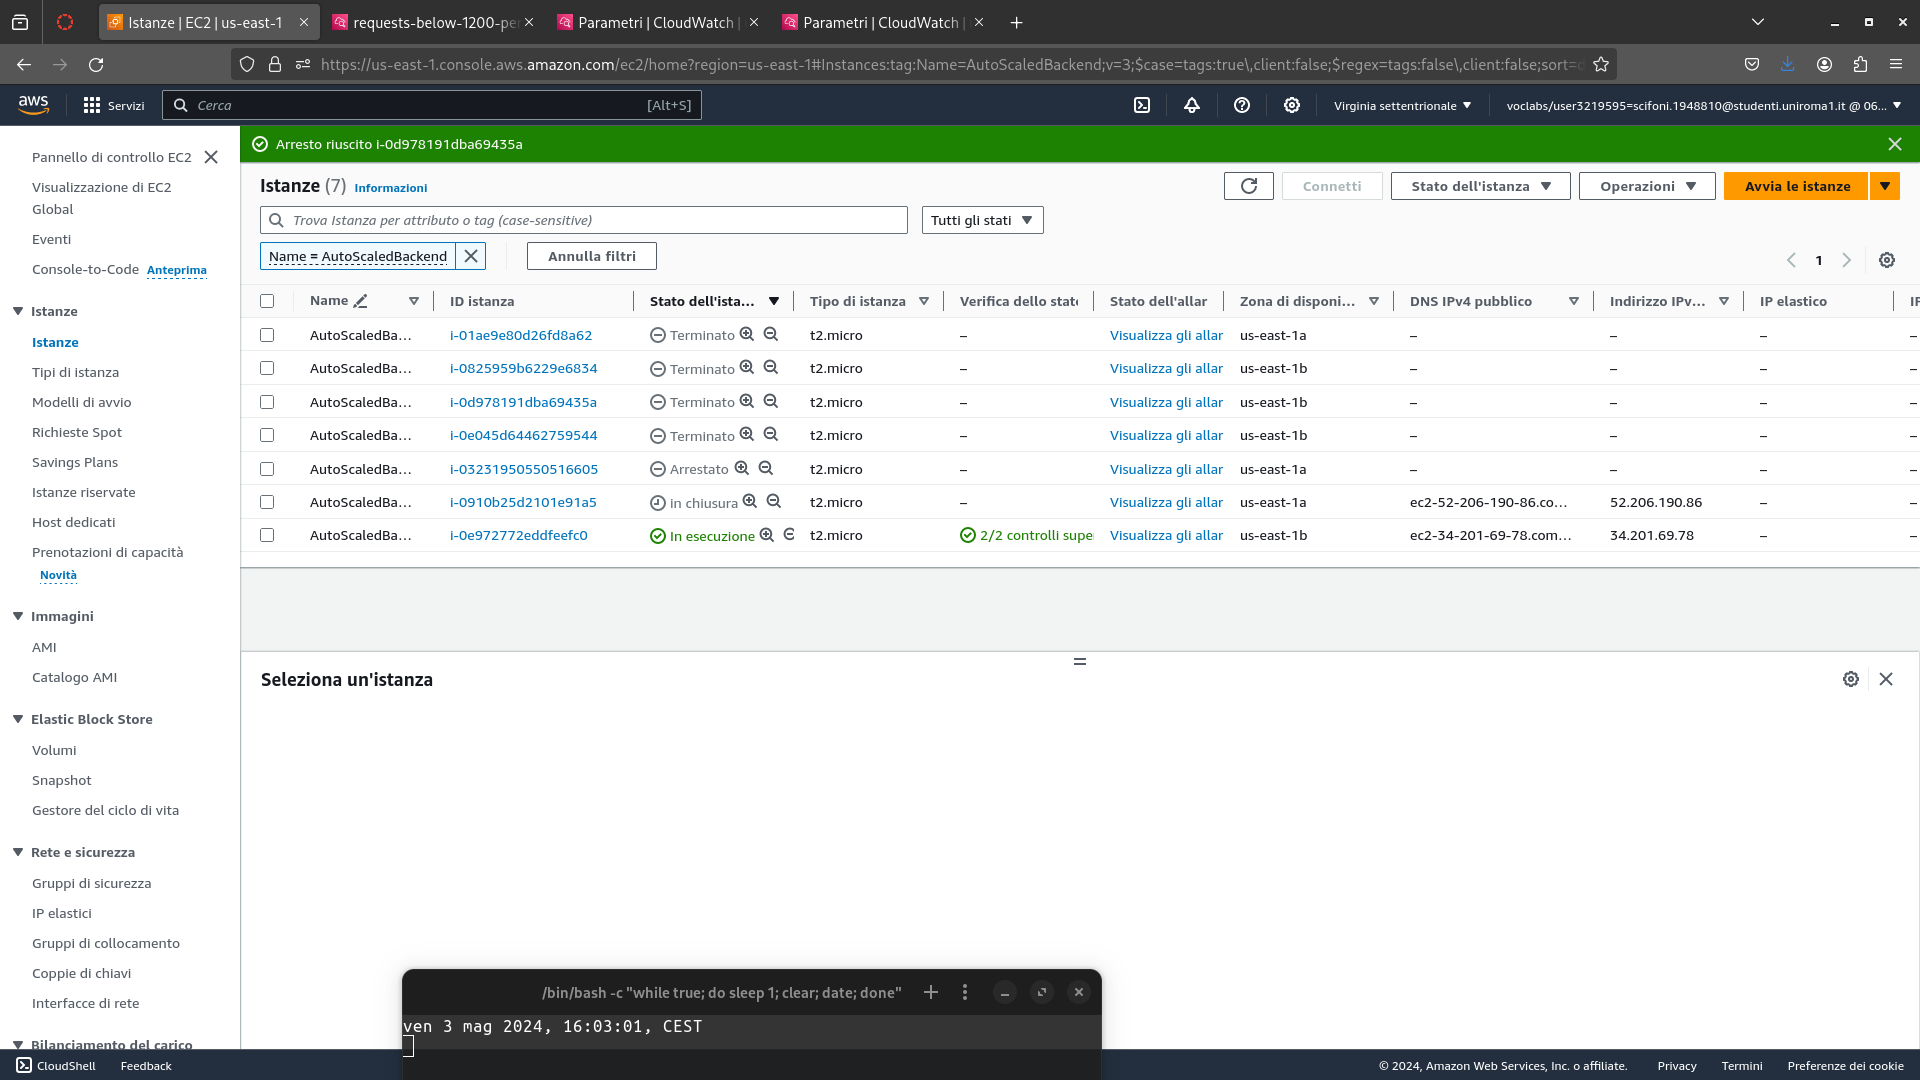 Istanze | EC2 | us-east-1
requests-below-1200-pe
Parametri | CloudWatch |
Parametri | CloudWatch |
https://us-east-1.console.aws.amazon.com/ec2/home?region=us-east-1#Instances:tag:Name=AutoScaledBackend;v=3;$case=tags:true\,client:false;$regex=tags:false\,client:false;sort=d
aws
Servizi
Cerca
[Alt+S]
Virginia settentrionale
voclabs/user3219595=scifoni.1948810@studenti.uniroma1.it @ 06...
Pannello di controllo EC2
Visualizzazione di EC2
Global
Eventi
Console-to-Code Anteprima
Istanze
Istanze
Tipi di istanza
Modelli di avvio
Richieste Spot
Savings Plans
Istanze riservate
Host dedicati
Prenotazioni di capacità
Novità
Immagini
AMI
Catalogo AMI
Elastic Block Store
Volumi
Snapshot
Gestore del ciclo di vita
Rete e sicurezza
Gruppi di sicurezza
IP elastici
Gruppi di collocamento
Coppie di chiavi
Interfacce di rete
Bilanciamento del carico
Arresto riuscito i-0d978191dba69435a
Istanze (7) Informazioni
Connetti
Stato dell'istanza
Operazioni
Avvia le istanze
Trova Istanza per attributo o tag (case-sensitive)
Tutti gli stati
Name = AutoScaledBackend
Annulla filtri
1
Name ID istanza Stato dell'ista... Tipo di istanza Verifica dello stato Stato dell'allar Zona di disponi... DNS IPv4 pubblico Indirizzo IPv... IP elastico IP
AutoScaledBa... i-01ae9e80d26fd8a62 Terminato t2.micro – Visualizza gli allar us-east-1a – – – –
AutoScaledBa... i-0825959b6229e6834 Terminato t2.micro – Visualizza gli allar us-east-1b – – – –
AutoScaledBa... i-0d978191dba69435a Terminato t2.micro – Visualizza gli allar us-east-1b – – – –
AutoScaledBa... i-0e045d64462759544 Terminato t2.micro – Visualizza gli allar us-east-1b – – – –
AutoScaledBa... i-03231950550516605 Arrestato t2.micro – Visualizza gli allar us-east-1a – – – –
AutoScaledBa... i-0910b25d2101e91a5 in chiusura t2.micro – Visualizza gli allar us-east-1a ec2-52-206-190-86.co... 52.206.190.86 – –
AutoScaledBa... i-0e972772eddfeefc0 In esecuzione t2.micro 2/2 controlli supe Visualizza gli allar us-east-1b ec2-34-201-69-78.com... 34.201.69.78 – –
Seleziona un'istanza
/bin/bash -c "while true; do sleep 1; clear; date; done"
ven 3 mag 2024, 16:03:01, CEST
CloudShell
Feedback
© 2024, Amazon Web Services, Inc. o affiliate.
Privacy
Termini
Preferenze dei cookie